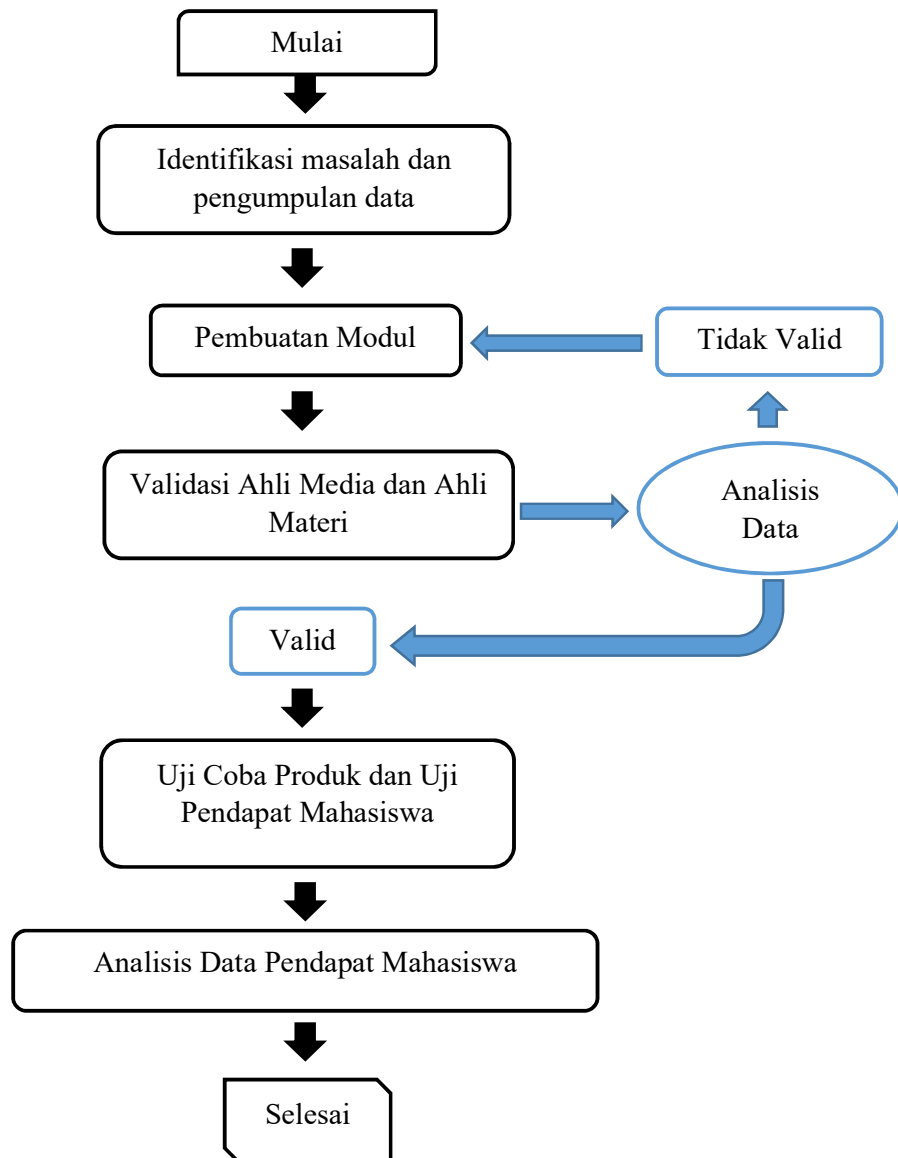 Mulai
Identifikasi masalah dan
pengumpulan data
Pembuatan Modul
Tidak Valid
Validasi Ahli Media dan Ahli
Materi
Analisis
Data
Valid
Uji Coba Produk dan Uji
Pendapat Mahasiswa
Analisis Data Pendapat Mahasiswa
Selesai